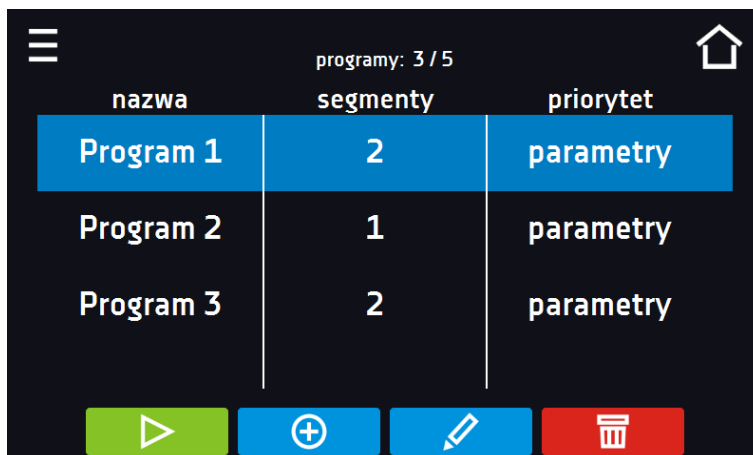 programy: 3 / 5
nazwa segmenty priorytet
Program 1 2 parametry
Program 2 1 parametry
Program 3 2 parametry